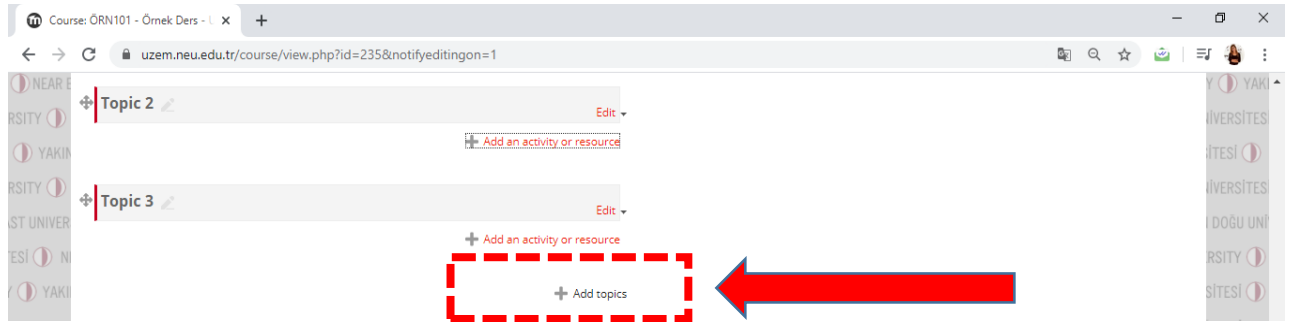 Course: ÖRN101 - Örnek Ders -
uzem.neu.edu.tr/course/view.php?id=235&notifyeditingon=1
Topic 2
Edit
Add an activity or resource
Topic 3
Edit
Add an activity or resource
Add topics